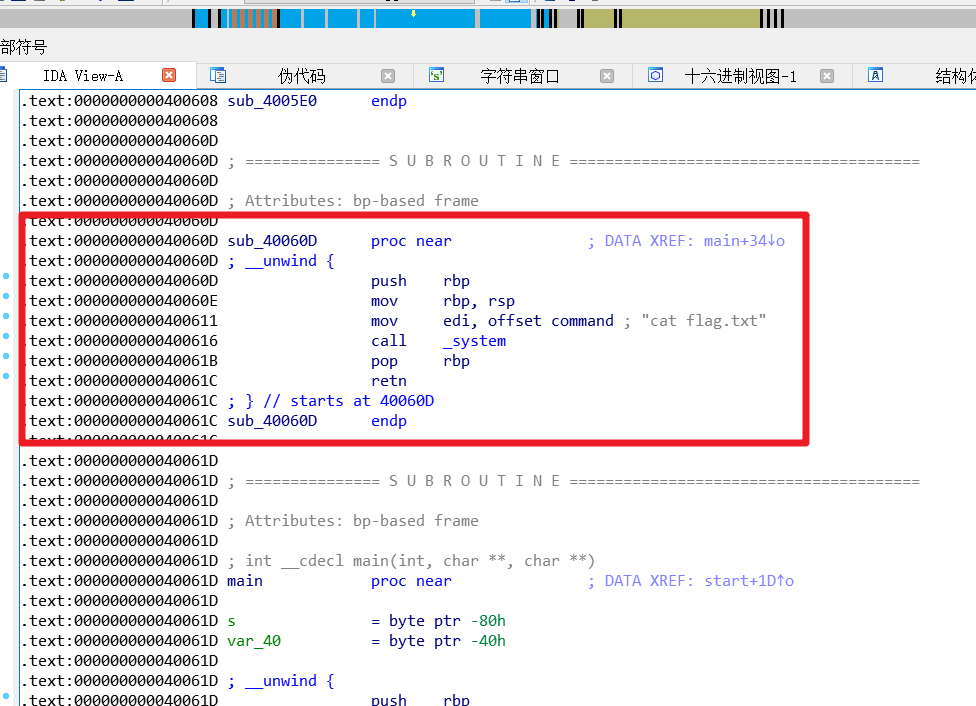 部符号
IDA View-A 伪代码 's' 字符串窗口 十六进制视图-1 A 结构体
.text:0000000000400608 sub_4005E0 endp
.text:0000000000400608
.text:000000000040060D
.text:000000000040060D ; =============== S U B R O U T I N E =======================================
.text:000000000040060D
.text:000000000040060D ; Attributes: bp-based frame
.text:000000000040060D
.text:000000000040060D sub_40060D proc near ; DATA XREF: main+34↓o
.text:000000000040060D ; __unwind {
.text:000000000040060D push rbp
.text:000000000040060E mov rbp, rsp
.text:0000000000400611 mov edi, offset command ; "cat flag.txt"
.text:0000000000400616 call _system
.text:000000000040061B pop rbp
.text:000000000040061C retn
.text:000000000040061C ; } // starts at 40060D
.text:000000000040061C sub_40060D endp
.text:000000000040061C
.text:000000000040061D
.text:000000000040061D ; =============== S U B R O U T I N E =======================================
.text:000000000040061D
.text:000000000040061D ; Attributes: bp-based frame
.text:000000000040061D
.text:000000000040061D ; int __cdecl main(int, char **, char **)
.text:000000000040061D main proc near ; DATA XREF: start+1D↑o
.text:000000000040061D
.text:000000000040061D s = byte ptr -80h
.text:000000000040061D var_40 = byte ptr -40h
.text:000000000040061D
.text:000000000040061D ; __unwind {
.text:000000000040061D push rbp